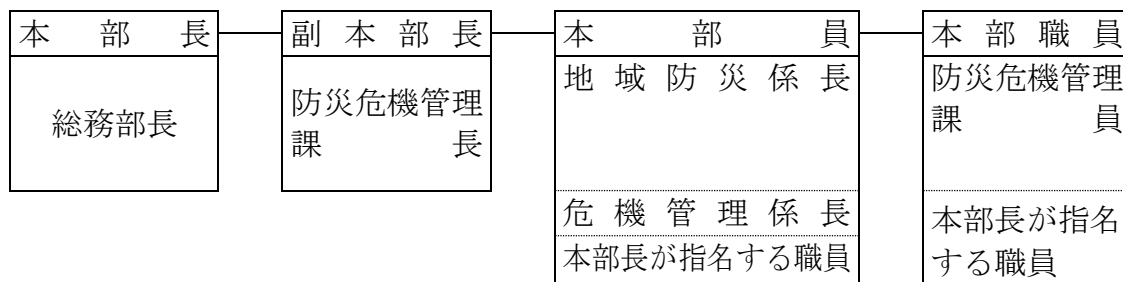 本部長
総務部長
副本部長
防災危機管理
課長
本部員
地域防災係長
危機管理係長
本部長が指名する職員
本部職員
防災危機管理
課員
本部長が指名
する職員